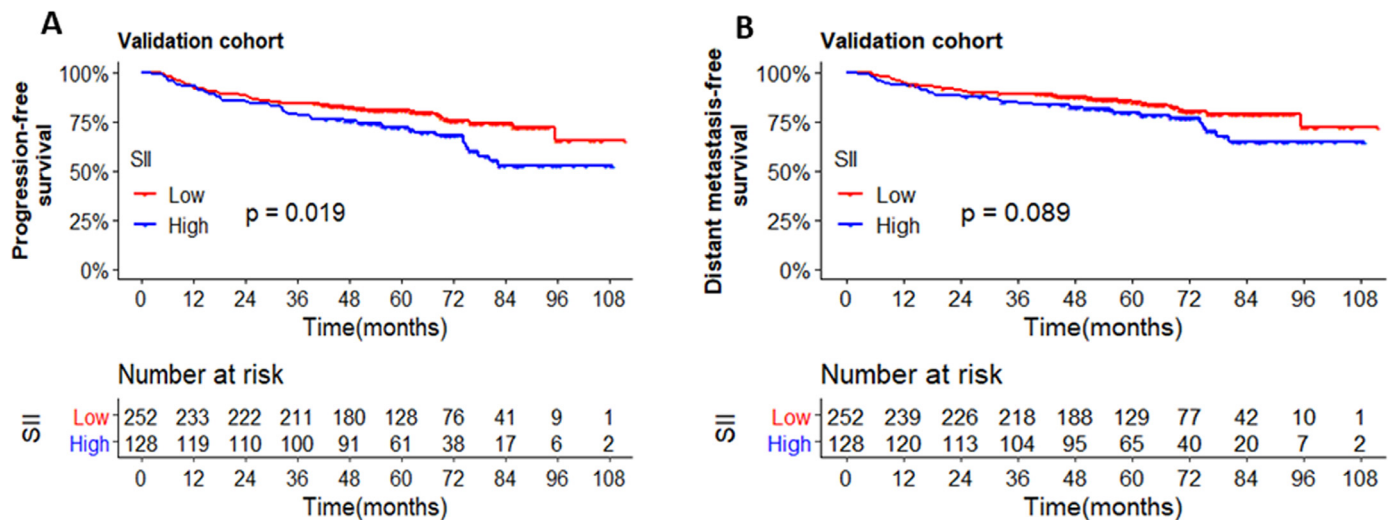 A
Validation cohort
Progression-free survival
100%
75%
50%
25%
0%
SII
Low
High
p = 0.019
0 12 24 36 48 60 72 84 96 108
Time(months)
Number at risk
SII
Low 252 233 222 211 180 128 76 41 9 1
High 128 119 110 100 91 61 38 17 6 2
0 12 24 36 48 60 72 84 96 108
Time(months)
B
Validation cohort
Distant metastasis-free survival
100%
75%
50%
25%
0%
SII
Low
High
p = 0.089
0 12 24 36 48 60 72 84 96 108
Time(months)
Number at risk
SII
Low 252 239 226 218 188 129 77 42 10 1
High 128 120 113 104 95 65 40 20 7 2
0 12 24 36 48 60 72 84 96 108
Time(months)